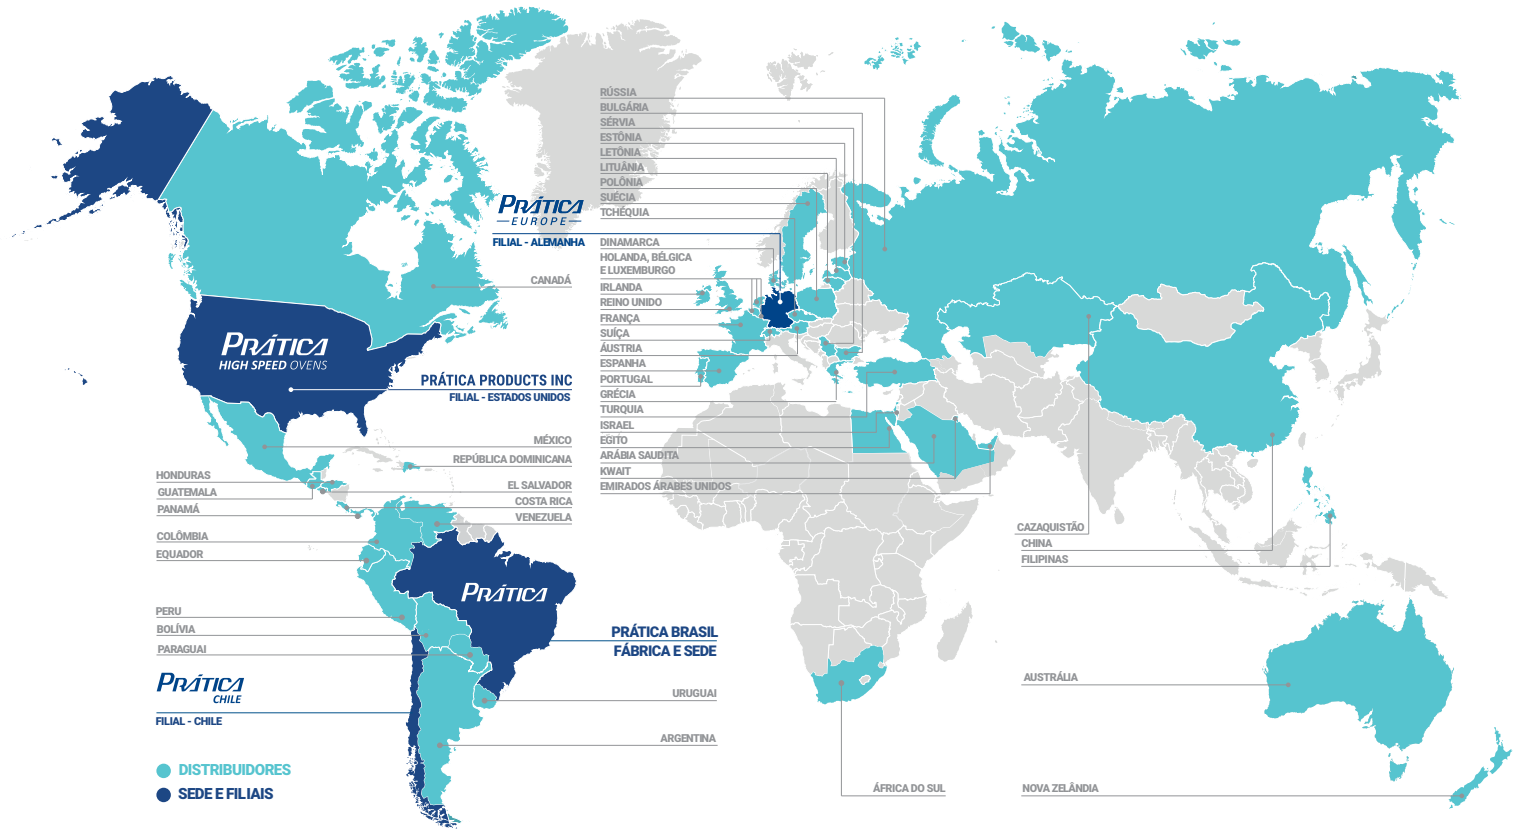 RÚSSIA
BULGÁRIA
SÉRVIA
ESTÔNIA
LETÔNIA
LITUÂNIA
POLÔNIA
SUÉCIA
TCHÉQUIA
PRÁTICA
EUROPE
FILIAL - ALEMANHA
DINAMARCA
HOLANDA, BÉLGICA
E LUXEMBURGO
IRLANDA
REINO UNIDO
FRANÇA
SUÍÇA
ÁUSTRIA
ESPANHA
PORTUGAL
GRÉCIA
TURQUIA
ISRAEL
EGITO
ARÁBIA SAUDITA
KWAIT
EMIRADOS ÁRABES UNIDOS
CANADÁ
PRÁTICA
HIGH SPEED OVENS
PRÁTICA PRODUCTS INC
FILIAL - ESTADOS UNIDOS
MÉXICO
REPÚBLICA DOMINICANA
HONDURAS
EL SALVADOR
GUATEMALA
COSTA RICA
PANAMÁ
VENEZUELA
COLÔMBIA
EQUADOR
PERU
BOLÍVIA
PARAGUAI
PRÁTICA
PRÁTICA BRASIL
FÁBRICA E SEDE
PRÁTICA
CHILE
FILIAL - CHILE
URUGUAI
ARGENTINA
CAZAQUISTÃO
CHINA
FILIPINAS
AUSTRÁLIA
ÁFRICA DO SUL
NOVA ZELÂNDIA
DISTRIBUIDORES
SEDE E FILIAIS